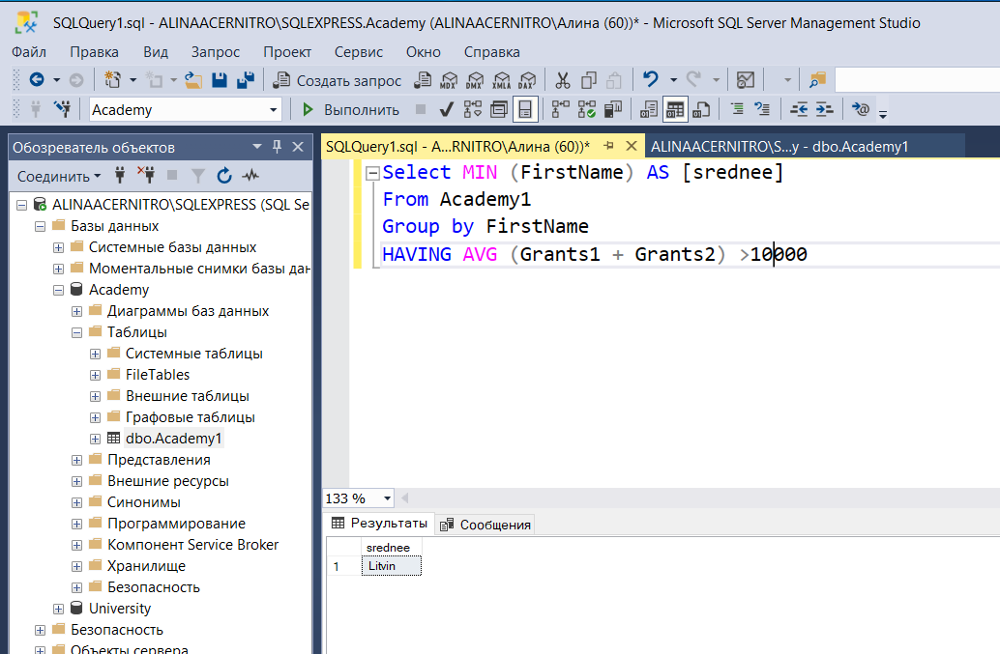 SQLQuery1.sql - ALINAACERNITRO\SQLEXPRESS.Academy (ALINAACERNITRO\Алина (60))* - Microsoft SQL Server Management Studio
Файл Правка Вид Запрос Проект Сервис Окно Справка
Создать запрос MDX DMX XMLA DAX
Academy Выполнить
Обозреватель объектов
SQLQuery1.sql - A...RNITRO\Алина (60))* ALINAACERNITRO\S...y - dbo.Academy1
Соединить
ALINAACERNITRO\SQLEXPRESS (SQL Se
Базы данных
Системные базы данных
Моментальные снимки базы дан
Academy
Диаграммы баз данных
Таблицы
Системные таблицы
FileTables
Внешние таблицы
Графовые таблицы
dbo.Academy1
Представления
Внешние ресурсы
Синонимы
Программирование
Компонент Service Broker
Хранилище
Безопасность
University
Безопасность
Объекты сервера
Select MIN (FirstName) AS [srednee]
From Academy1
Group by FirstName
HAVING AVG (Grants1 + Grants2) >10000
133 %
Результаты Сообщения
srednee
1 Litvin